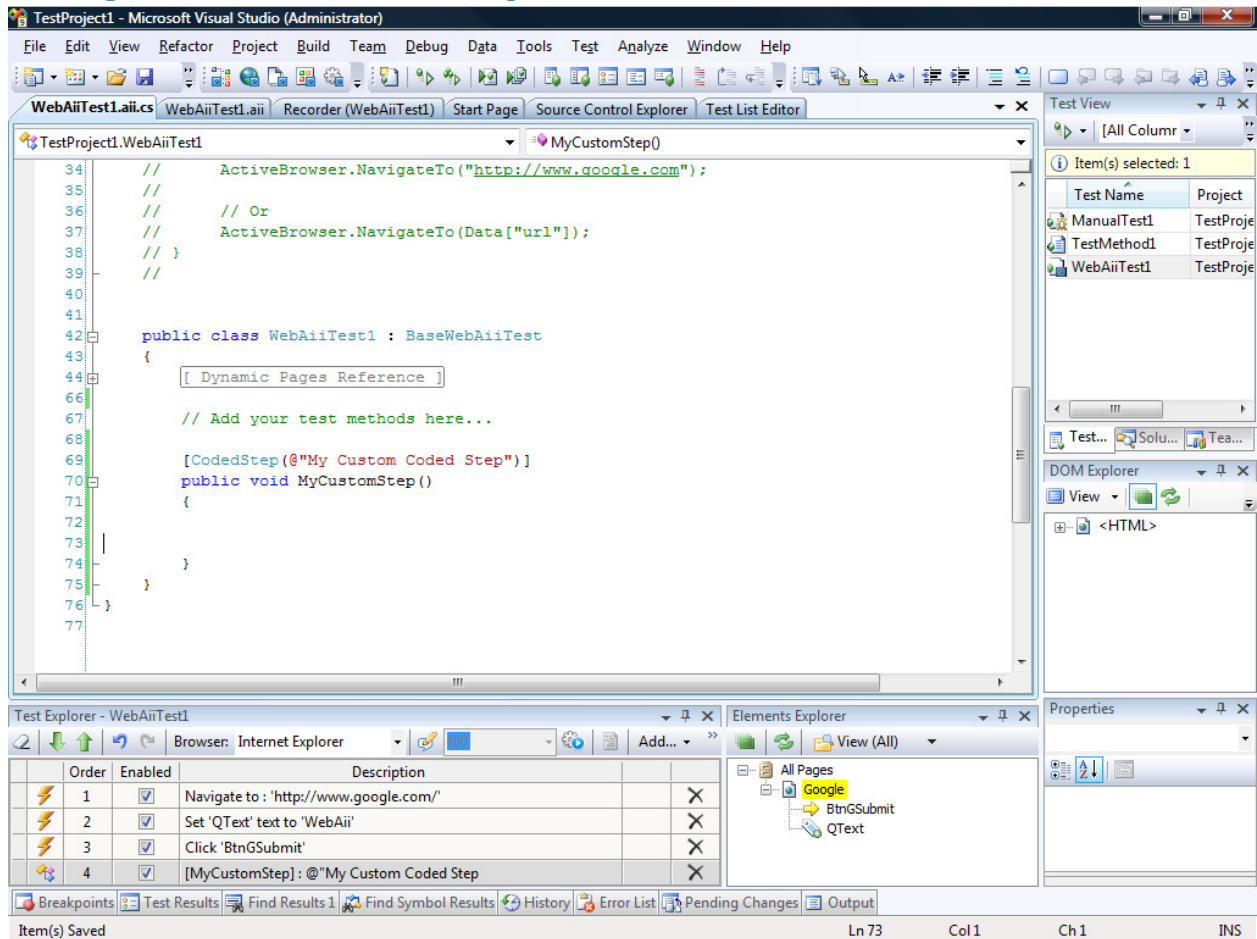 TestProject1 - Microsoft Visual Studio (Administrator)
File Edit View Refactor Project Build Team Debug Data Tools Test Analyze Window Help
WebAiiTest1.aii.cs WebAiiTest1.aii Recorder (WebAiiTest1) Start Page Source Control Explorer Test List Editor
TestProject1.WebAiiTest1 MyCustomStep()
34 // ActiveBrowser.NavigateTo("http://www.google.com");
35 //
36 // // Or
37 // ActiveBrowser.NavigateTo(Data["url"]);
38 // }
39 //
40
41
42 public class WebAiiTest1 : BaseWebAiiTest
43 {
44 [ Dynamic Pages Reference ]
66
67 // Add your test methods here...
68
69 [CodedStep(@"My Custom Coded Step")]
70 public void MyCustomStep()
71 {
72
73
74 }
75 }
76 }
77
Test View
[All Columr
Item(s) selected: 1
Test Name Project
ManualTest1 TestProje
TestMethod1 TestProje
WebAiiTest1 TestProje
Test... Solu... Tea...
DOM Explorer
View
<HTML>
Test Explorer - WebAiiTest1
Browser: Internet Explorer 100 Add...
Order Enabled Description
1 Navigate to : 'http://www.google.com/'
2 Set 'QText' text to 'WebAii'
3 Click 'BtnGSubmit'
4 [MyCustomStep] : @"My Custom Coded Step
Elements Explorer
View (All)
All Pages
Google
BtnGSubmit
QText
Properties
Breakpoints Test Results Find Results 1 Find Symbol Results History Error List Pending Changes Output
Item(s) Saved Ln 73 Col 1 Ch 1 INS